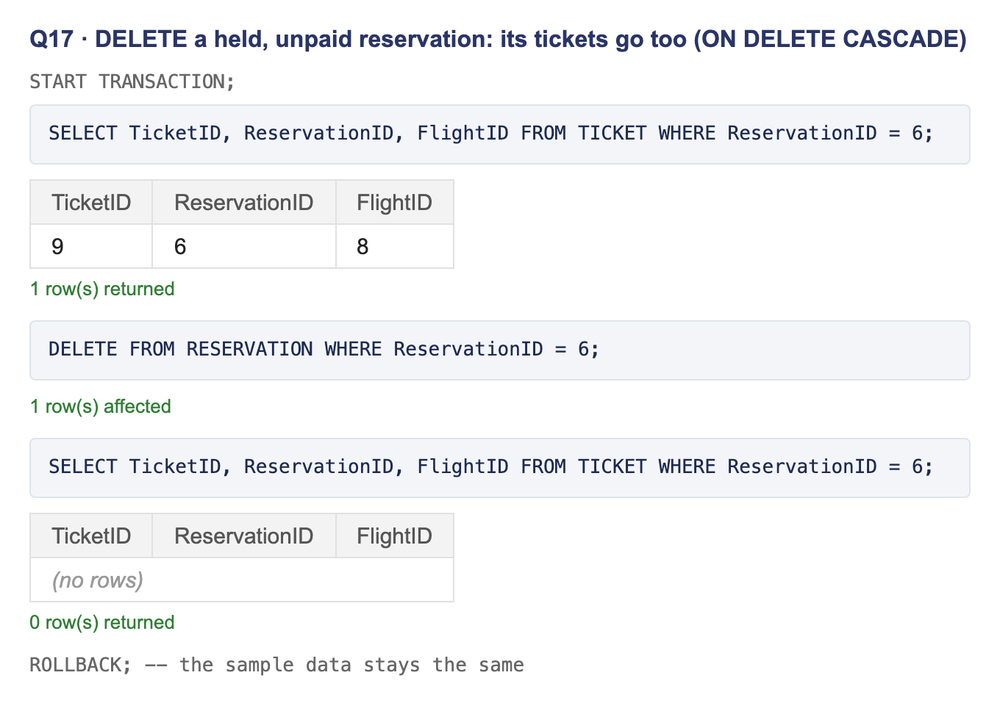 Q17 · DELETE a held, unpaid reservation: its tickets go too (ON DELETE CASCADE)
START TRANSACTION;
SELECT TicketID, ReservationID, FlightID FROM TICKET WHERE ReservationID = 6;
TicketID ReservationID FlightID
9 6 8
1 row(s) returned
DELETE FROM RESERVATION WHERE ReservationID = 6;
1 row(s) affected
SELECT TicketID, ReservationID, FlightID FROM TICKET WHERE ReservationID = 6;
TicketID ReservationID FlightID
(no rows)
0 row(s) returned
ROLLBACK; -- the sample data stays the same